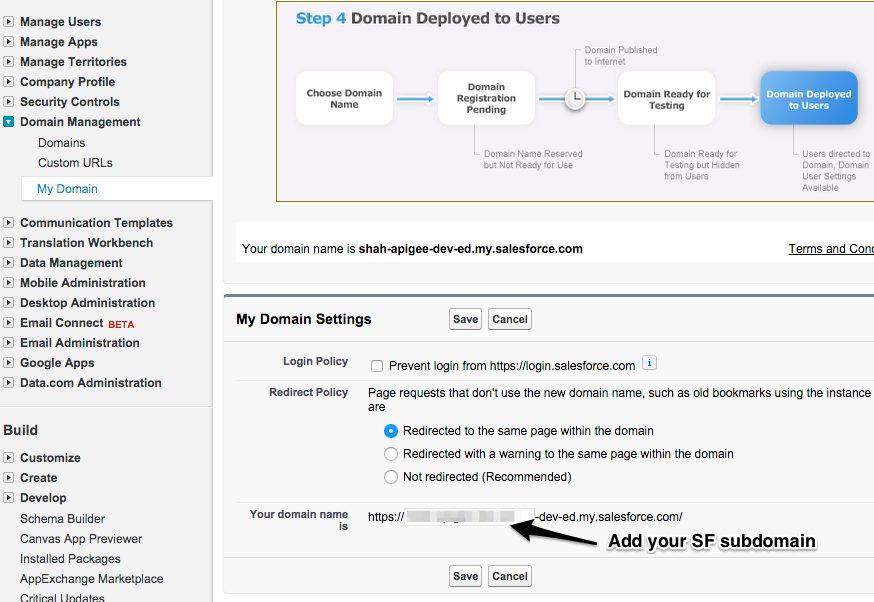 Manage Users
Manage Apps
Manage Territories
Company Profile
Security Controls
Domain Management
Domains
Custom URLs
My Domain
Communication Templates
Translation Workbench
Data Management
Mobile Administration
Desktop Administration
Email Connect BETA
Email Administration
Google Apps
Data.com Administration
Build
Customize
Create
Develop
Schema Builder
Canvas App Previewer
Installed Packages
AppExchange Marketplace
Critical Updates
Step 4 Domain Deployed to Users
Domain Published
to Internet
Choose Domain
Name
Domain
Registration
Pending
Domain Ready for
Testing
Domain Deployed
to Users
Domain Name Reserved
but Not Ready for Use
Domain Ready for
Testing but Hidden
from Users
Users directed to
Domain, Domain
User Settings
Available
Your domain name is shah-apigee-dev-ed.my.salesforce.com
Terms and Cond
My Domain Settings
Save Cancel
Login Policy
Prevent login from https://login.salesforce.com i
Redirect Policy
Page requests that don't use the new domain name, such as old bookmarks using the instance
are
Redirected to the same page within the domain
Redirected with a warning to the same page within the domain
Not redirected (Recommended)
Your domain name
is
https:// -dev-ed.my.salesforce.com/
Add your SF subdomain
Save Cancel